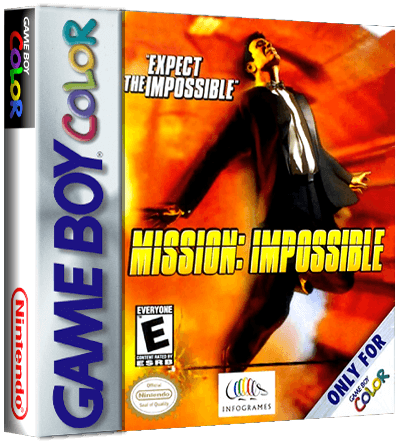 GAME BOY
COLOR
Nintendo
GAME BOY COLOR
"EXPECT
THE IMPOSSIBLE"
MISSION: IMPOSSIBLE
EVERYONE
E
CONTENT RATED BY
ESRB
Official
Nintendo
Seal of Quality
INFOGRAMES
ONLY FOR
GAME BOY
COLOR